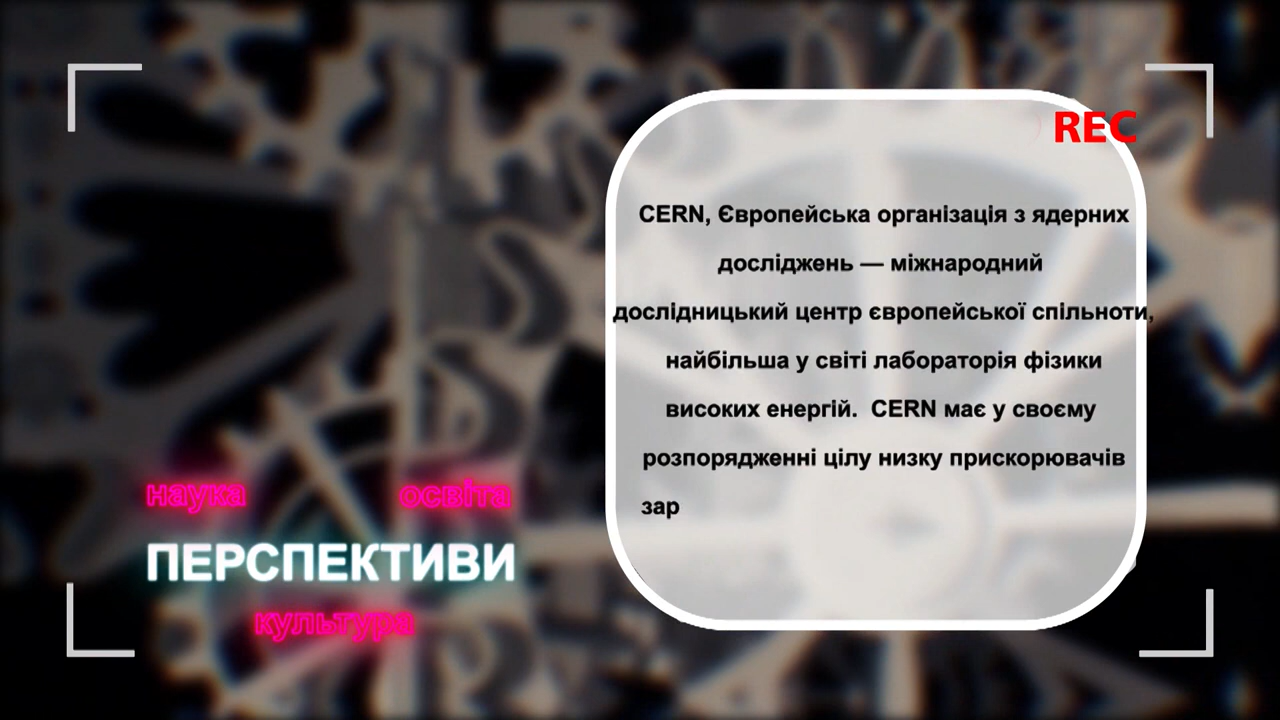 REC
CERN, Європейська організація з ядерних
досліджень — міжнародний
дослідницький центр європейської спільноти,
найбільша у світі лабораторія фізики
високих енергій. CERN має у своєму
розпорядженні цілу низку прискорювачів
зар
наука освіта
ПЕРСПЕКТИВИ
культура